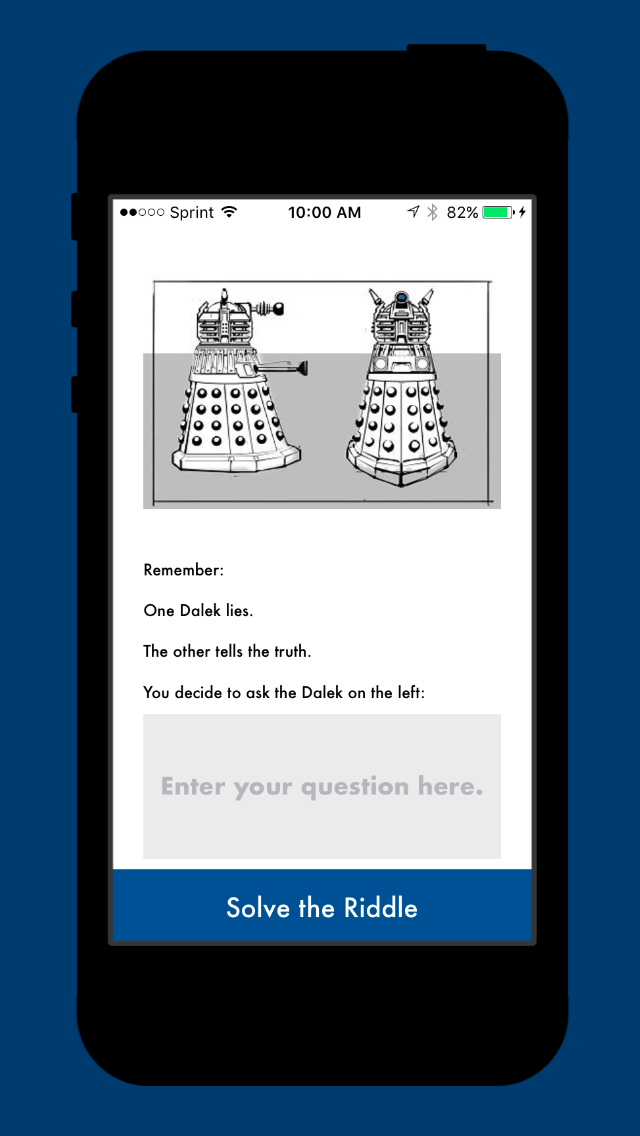 Sprint 10:00 AM 82%
Remember:
One Dalek lies.
The other tells the truth.
You decide to ask the Dalek on the left:
Enter your question here.
Solve the Riddle